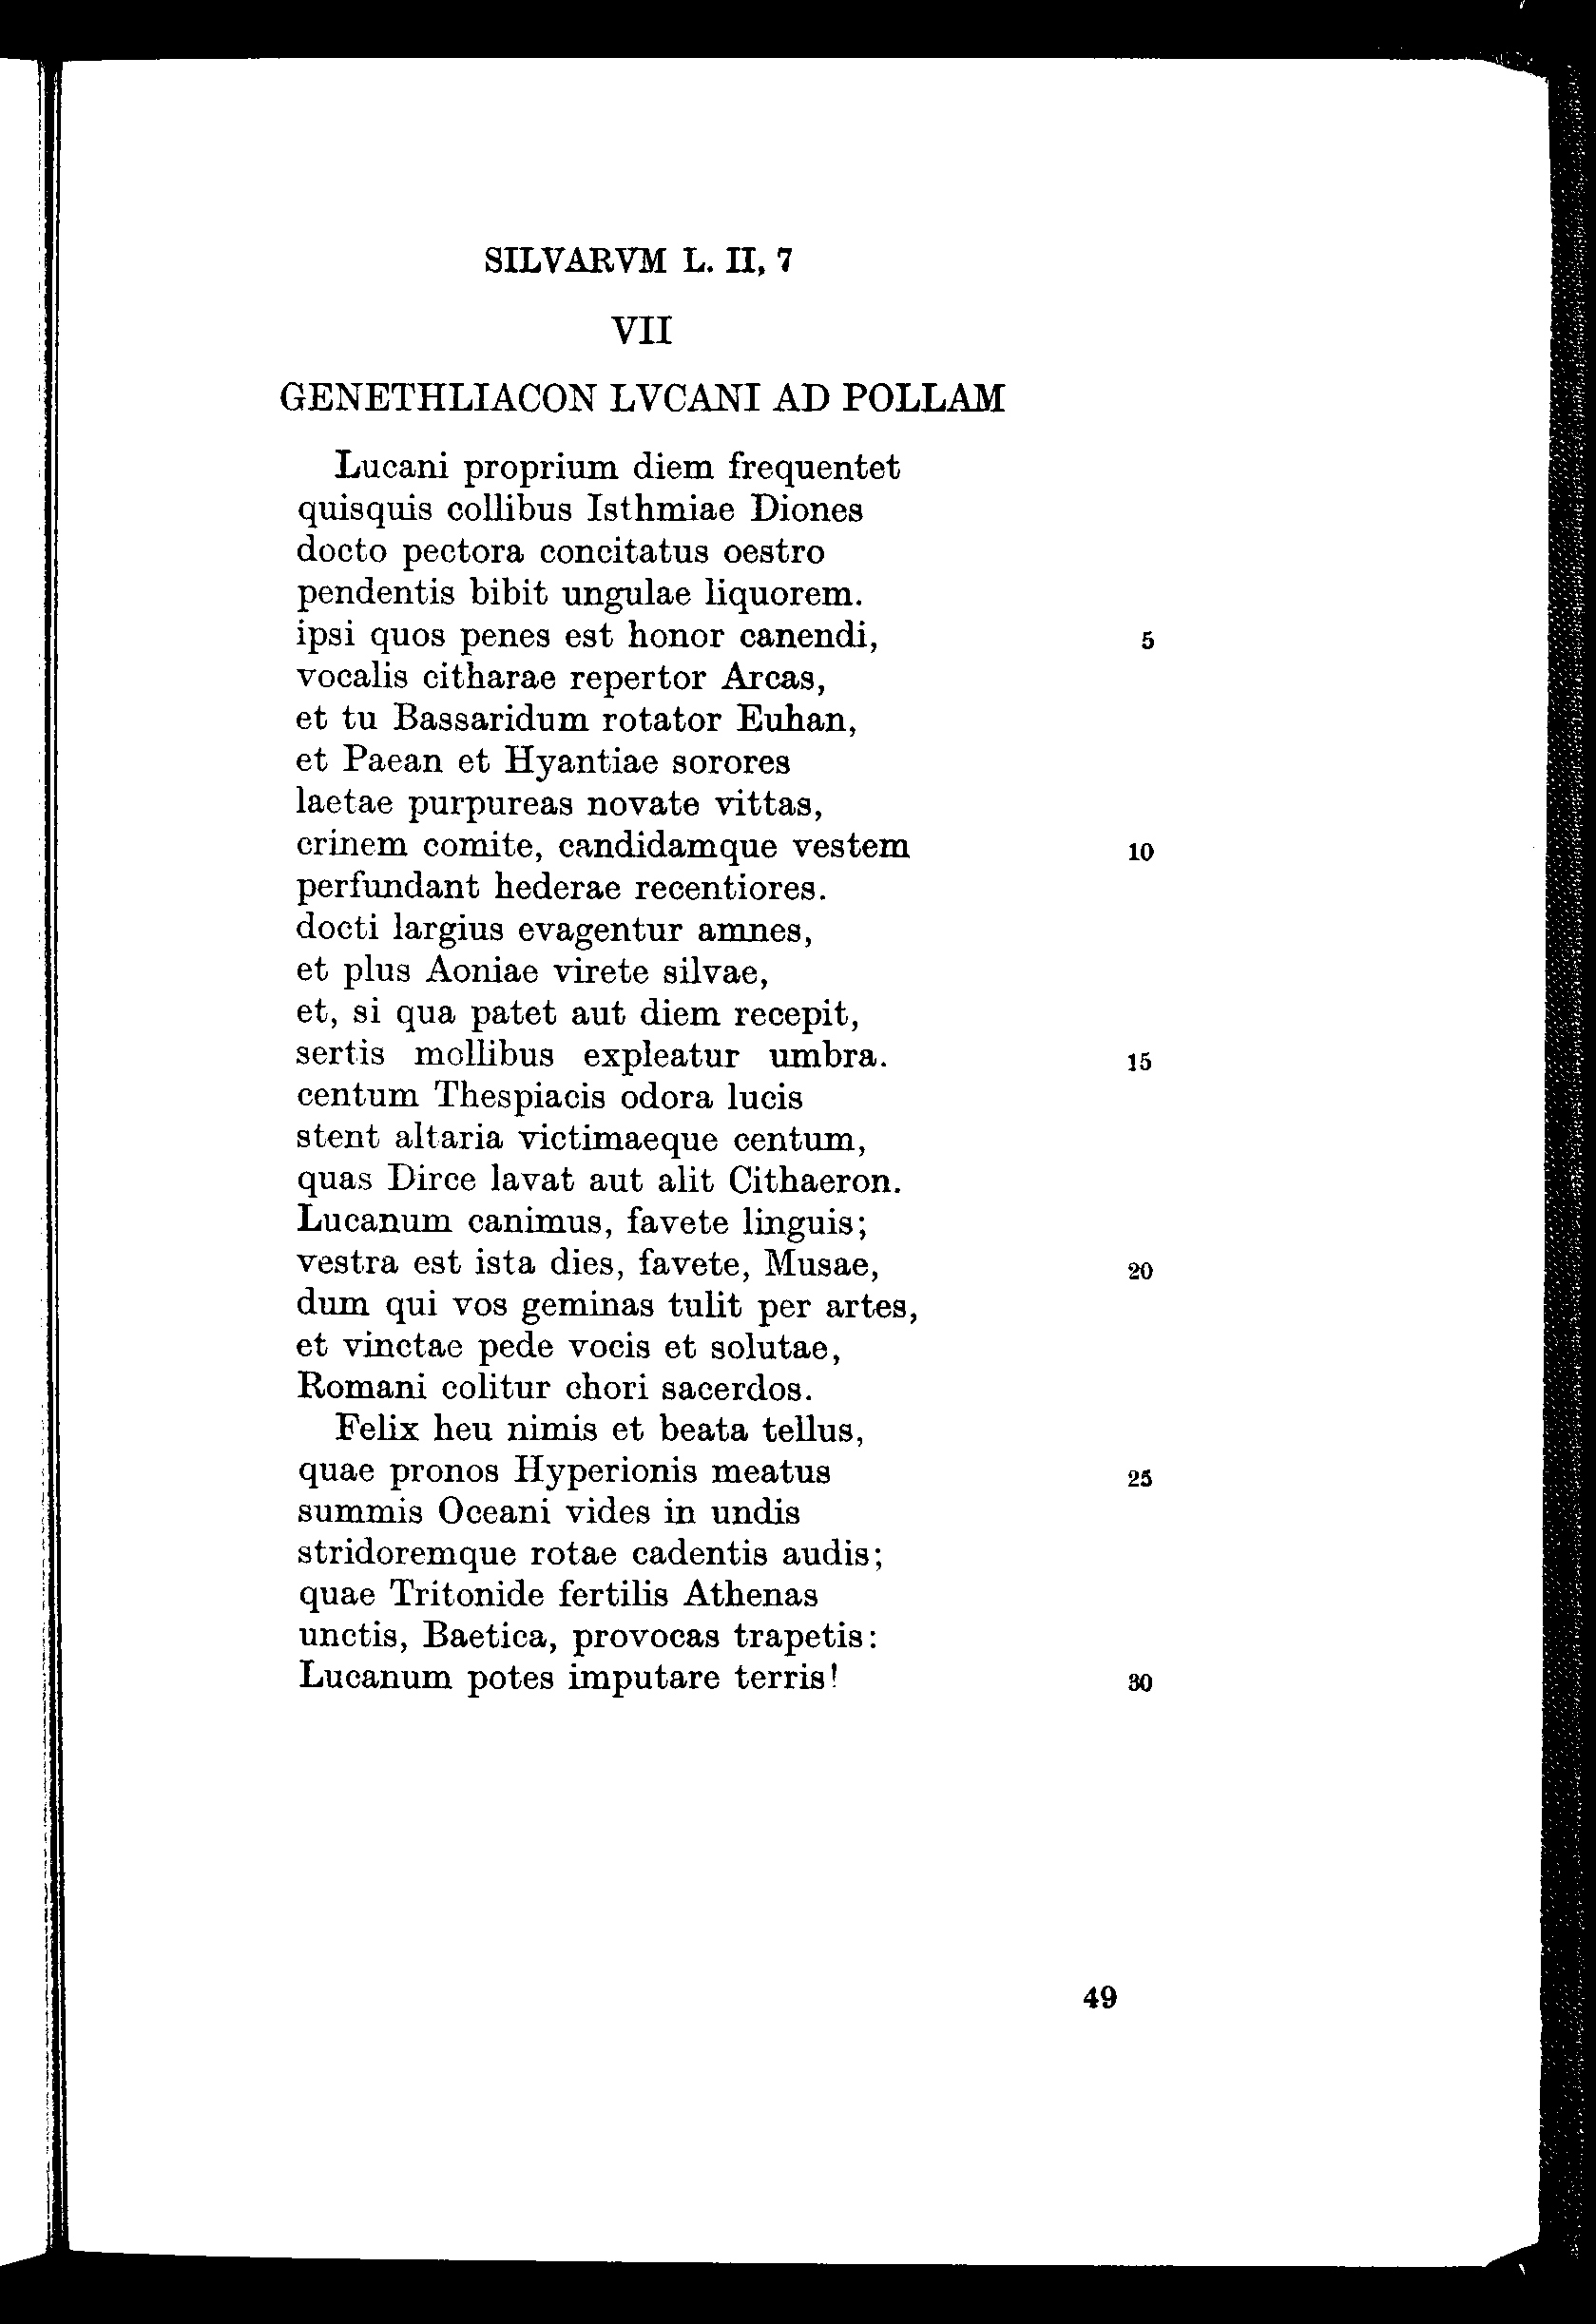 SILVARVM L. II, 7
VII
GENETHLIACON LVCANI AD POLLAM
Lucani proprium diem frequentet
quisquis collibus Isthmiae Diones
docto pectora concitatus oestro
pendentis bibit ungulae liquorem.
ipsi quos penes est honor canendi, 5
vocalis citharae repertor Arcas,
et tu Bassaridum rotator Euhan,
et Paean et Hyantiae sorores
laetae purpureas novate vittas,
crinem comite, candidamque vestem 10
perfundant hederae recentiores.
docti largius evagentur amnes,
et plus Aoniae virete silvae,
et, si qua patet aut diem recepit,
sertis mollibus expleatur umbra. 15
centum Thespiacis odora lucis
stent altaria victimaeque centum,
quas Dirce lavat aut alit Cithaeron.
Lucanum canimus, favete linguis;
vestra est ista dies, favete, Musae, 20
dum qui vos geminas tulit per artes,
et vinctae pede vocis et solutae,
Romani colitur chori sacerdos.
Felix heu nimis et beata tellus,
quae pronos Hyperionis meatus 25
summis Oceani vides in undis
stridoremque rotae cadentis audis;
quae Tritonide fertilis Athenas
unctis, Baetica, provocas trapetis:
Lucanum potes imputare terris! 30
49